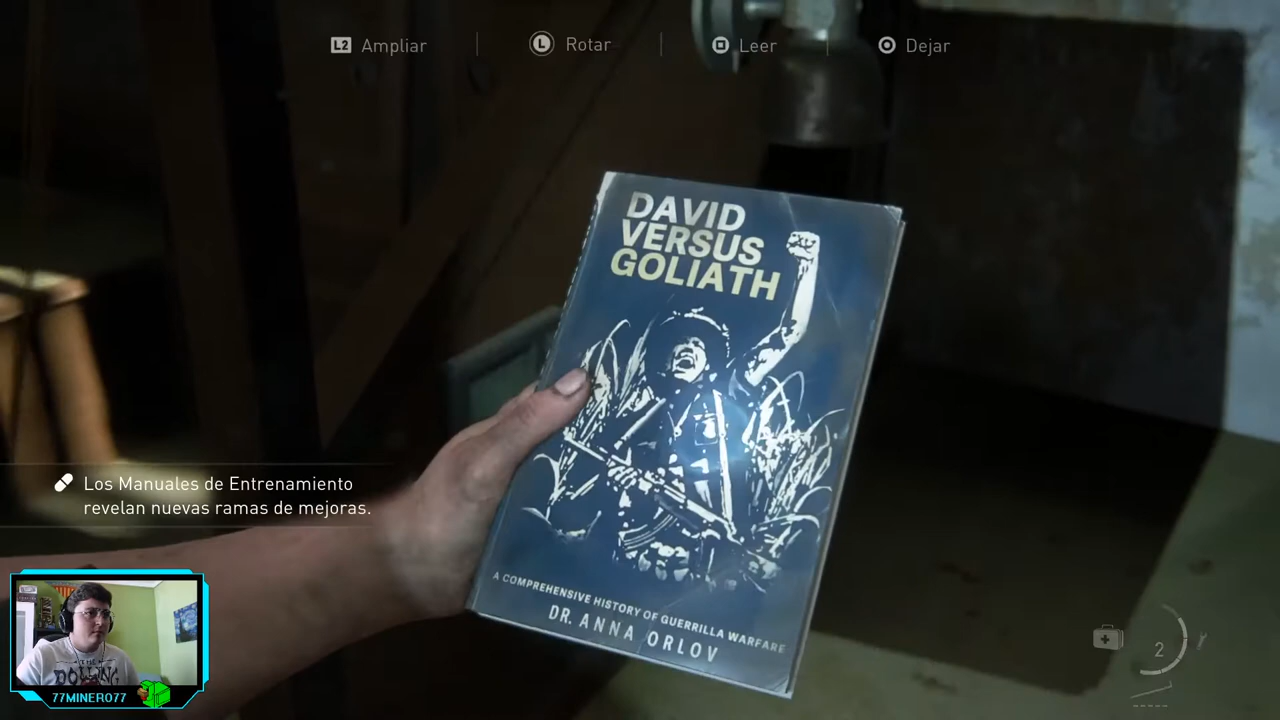 L2 Ampliar
L Rotar
Leer
Dejar
DAVID
VERSUS
GOLIATH
A COMPREHENSIVE HISTORY OF GUERRILLA WARFARE
DR. ANNA ORLOV
Los Manuales de Entrenamiento
revelan nuevas ramas de mejoras.
2
77MINERO77